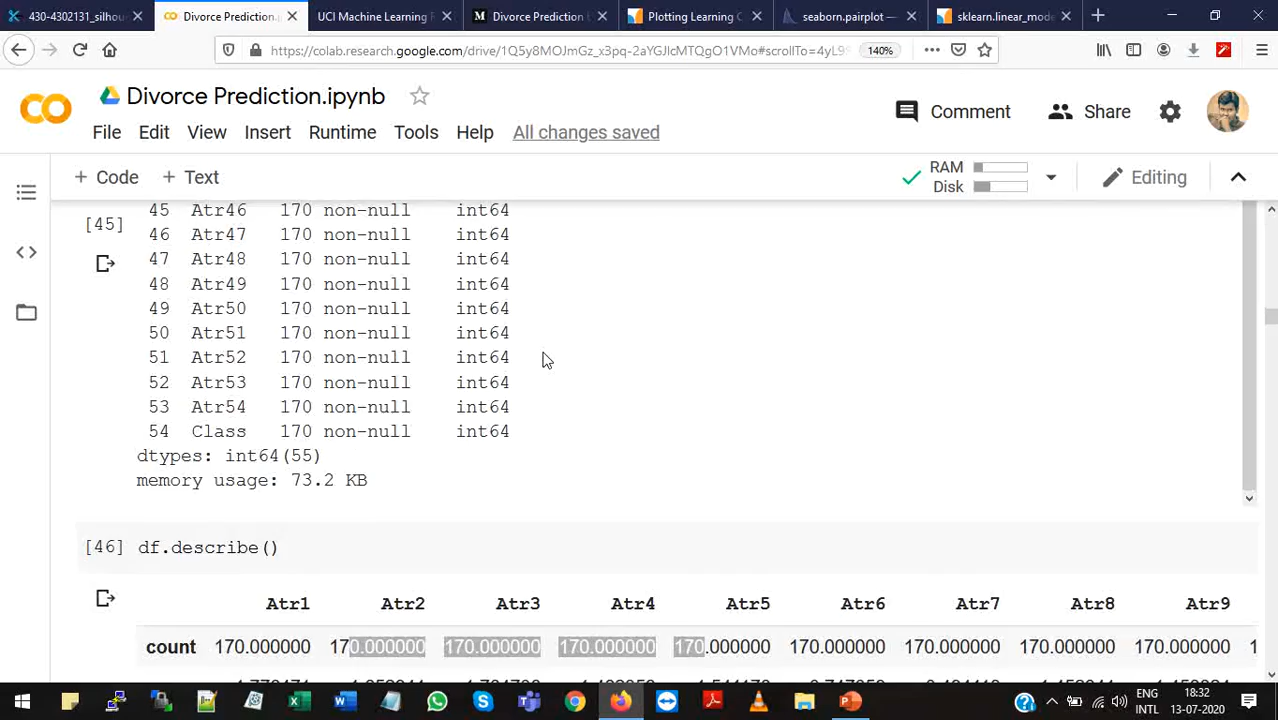 430-4302131_silhou
Divorce Prediction.ipyn
UCI Machine Learning R
Divorce Prediction
Plotting Learning C
seaborn.pairplot —
sklearn.linear_mode
https://colab.research.google.com/drive/1Q5y8MOJmGz_x3pq-2aYGJlcMTQgO1VMo#scrollTo=4yL9
140%
Divorce Prediction.ipynb
Comment
Share
File Edit View Insert Runtime Tools Help All changes saved
+ Code + Text
RAM
Disk
Editing
[45]
45 Atr46 170 non-null int64
46 Atr47 170 non-null int64
47 Atr48 170 non-null int64
48 Atr49 170 non-null int64
49 Atr50 170 non-null int64
50 Atr51 170 non-null int64
51 Atr52 170 non-null int64
52 Atr53 170 non-null int64
53 Atr54 170 non-null int64
54 Class 170 non-null int64
dtypes: int64(55)
memory usage: 73.2 KB
[46] df.describe()
Atr1 Atr2 Atr3 Atr4 Atr5 Atr6 Atr7 Atr8 Atr9
count 170.000000 170.000000 170.000000 170.000000 170.000000 170.000000 170.000000 170.000000 170.000000 1
ENG
INTL
18:32
13-07-2020